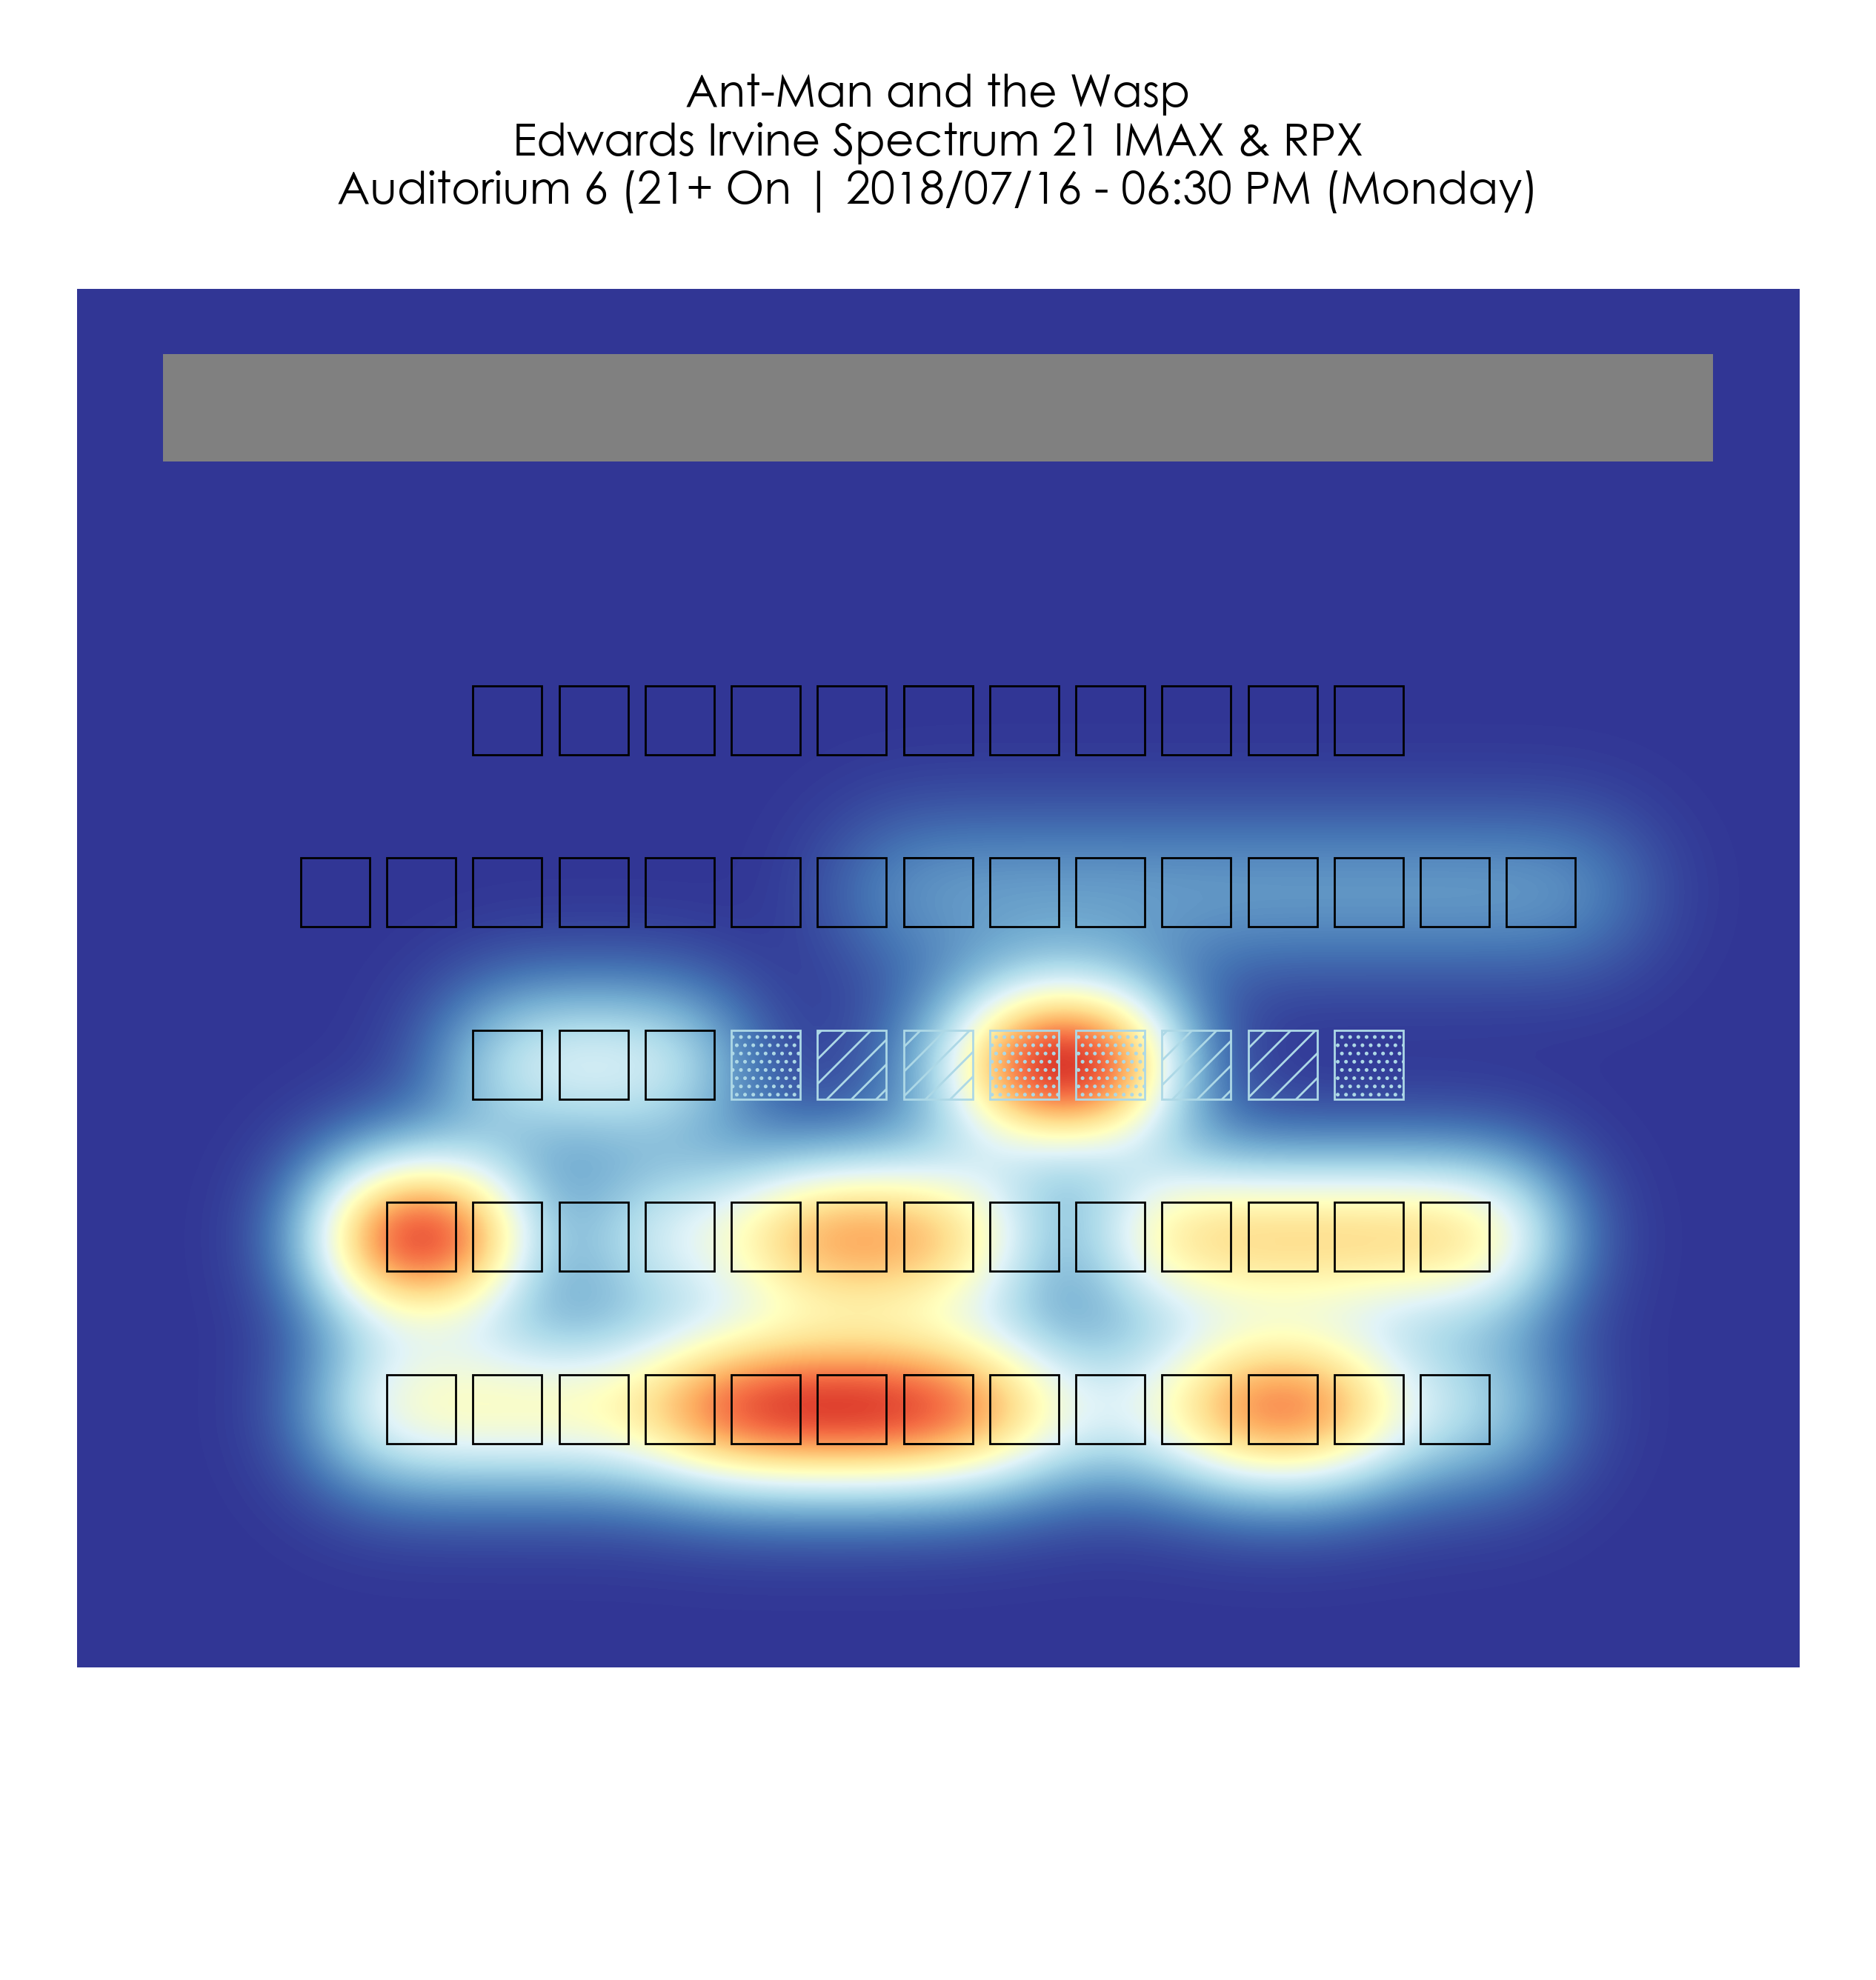 Ant-Man and the Wasp
Edwards Irvine Spectrum 21 IMAX & RPX
Auditorium 6 (21+ On | 2018/07/16 - 06:30 PM (Monday)